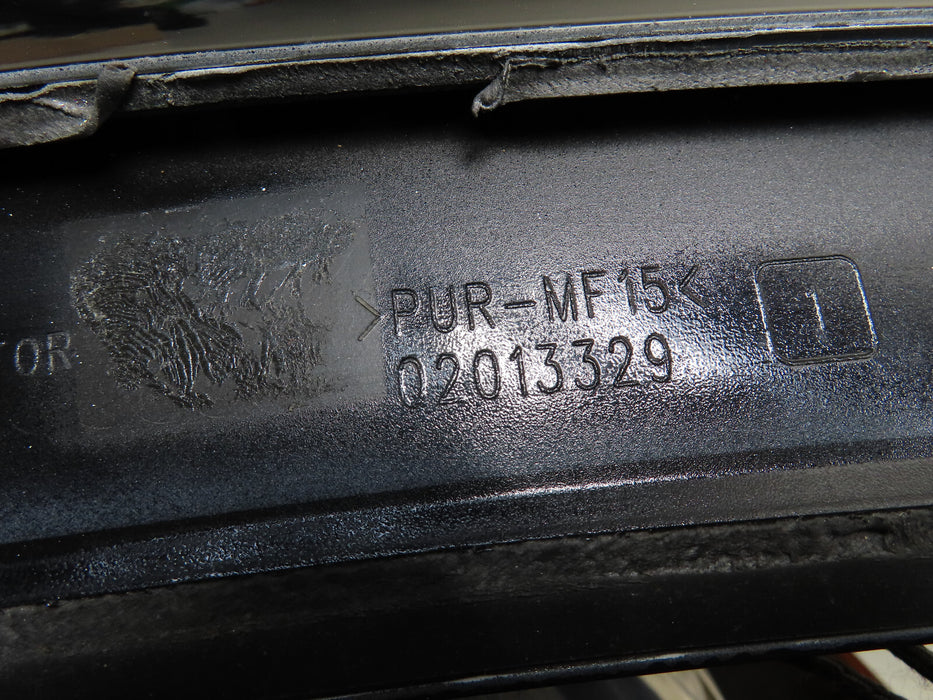 TOR
>PUR-MF15<
02013329
1